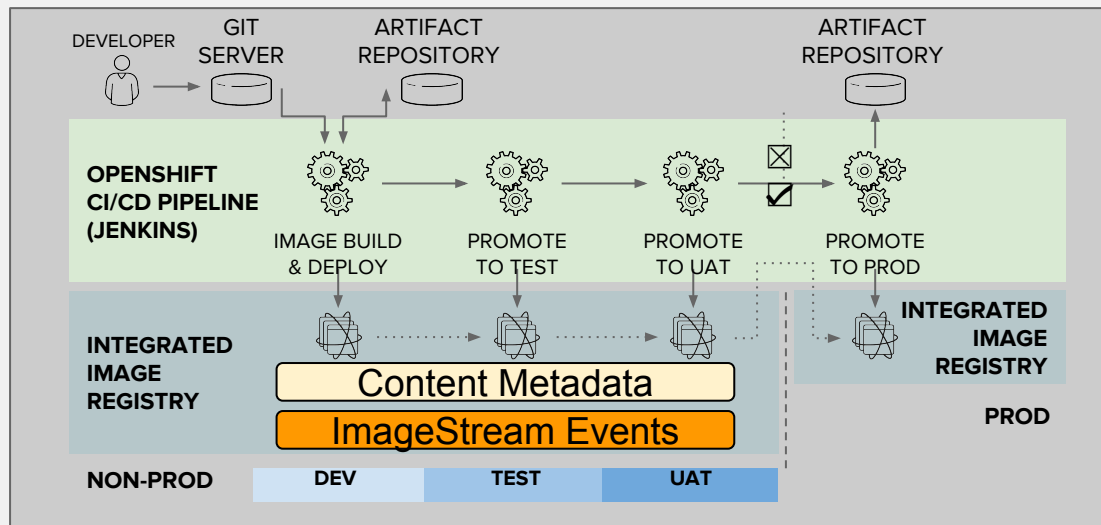 DEVELOPER
GIT
SERVER
ARTIFACT
REPOSITORY
ARTIFACT
REPOSITORY
OPENSHIFT
CI/CD PIPELINE
(JENKINS)
IMAGE BUILD
& DEPLOY
PROMOTE
TO TEST
PROMOTE
TO UAT
PROMOTE
TO PROD
INTEGRATED
IMAGE
REGISTRY
INTEGRATED
IMAGE
REGISTRY
Content Metadata
ImageStream Events
PROD
NON-PROD
DEV
TEST
UAT